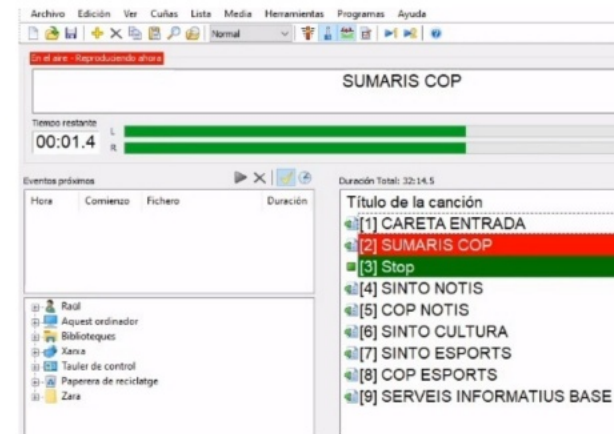 Archivo Edición Ver Cuñas Lista Media Herramientas Programas Ayuda
Normal
En el aire - Reproduciendo ahora
SUMARIS COP
Tiempo restante
00:01.4
L
R
Eventos próximos
Hora Comienzo Fichero Duración
Raül
Aquest ordinador
Biblioteques
Xarxa
Tauler de control
Paperera de reciclatge
Zara
Duración Total: 32:14.5
Título de la canción
[1] CARETA ENTRADA
[2] SUMARIS COP
[3] Stop
[4] SINTO NOTIS
[5] COP NOTIS
[6] SINTO CULTURA
[7] SINTO ESPORTS
[8] COP ESPORTS
[9] SERVEIS INFORMATIUS BASE